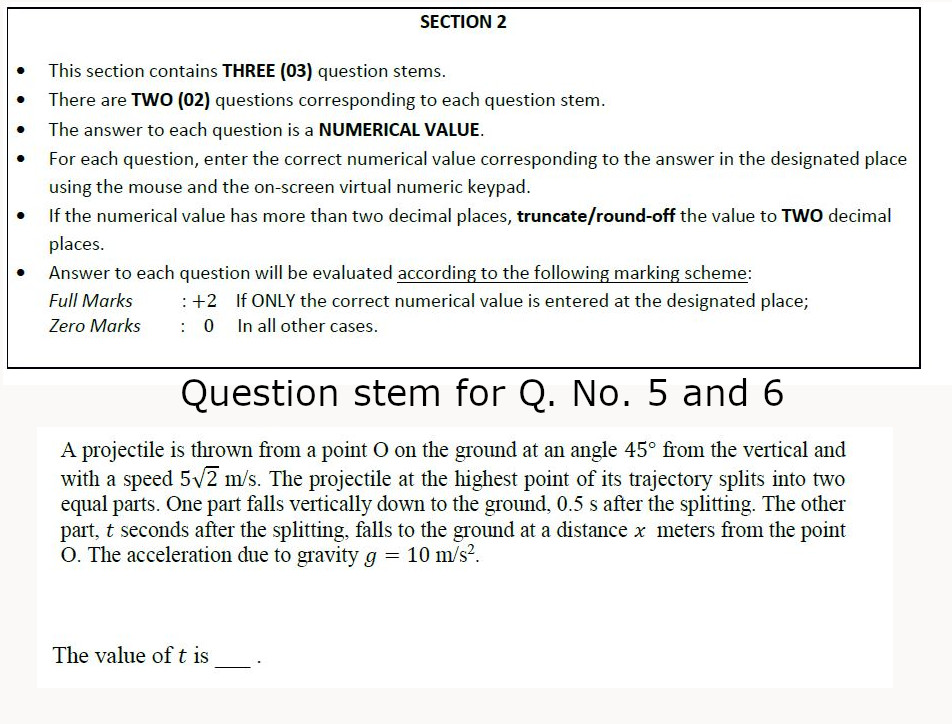 SECTION 2
• This section contains THREE (03) question stems.
• There are TWO (02) questions corresponding to each question stem.
• The answer to each question is a NUMERICAL VALUE.
• For each question, enter the correct numerical value corresponding to the answer in the designated place
using the mouse and the on-screen virtual numeric keypad.
• If the numerical value has more than two decimal places, truncate/round-off the value to TWO decimal
places.
• Answer to each question will be evaluated according to the following marking scheme:
Full Marks : +2 If ONLY the correct numerical value is entered at the designated place;
Zero Marks : 0 In all other cases.
Question stem for Q. No. 5 and 6
A projectile is thrown from a point O on the ground at an angle 45° from the vertical and
with a speed 5√2 m/s. The projectile at the highest point of its trajectory splits into two
equal parts. One part falls vertically down to the ground, 0.5 s after the splitting. The other
part, t seconds after the splitting, falls to the ground at a distance x meters from the point
O. The acceleration due to gravity g = 10 m/s².
The value of t is ___ .